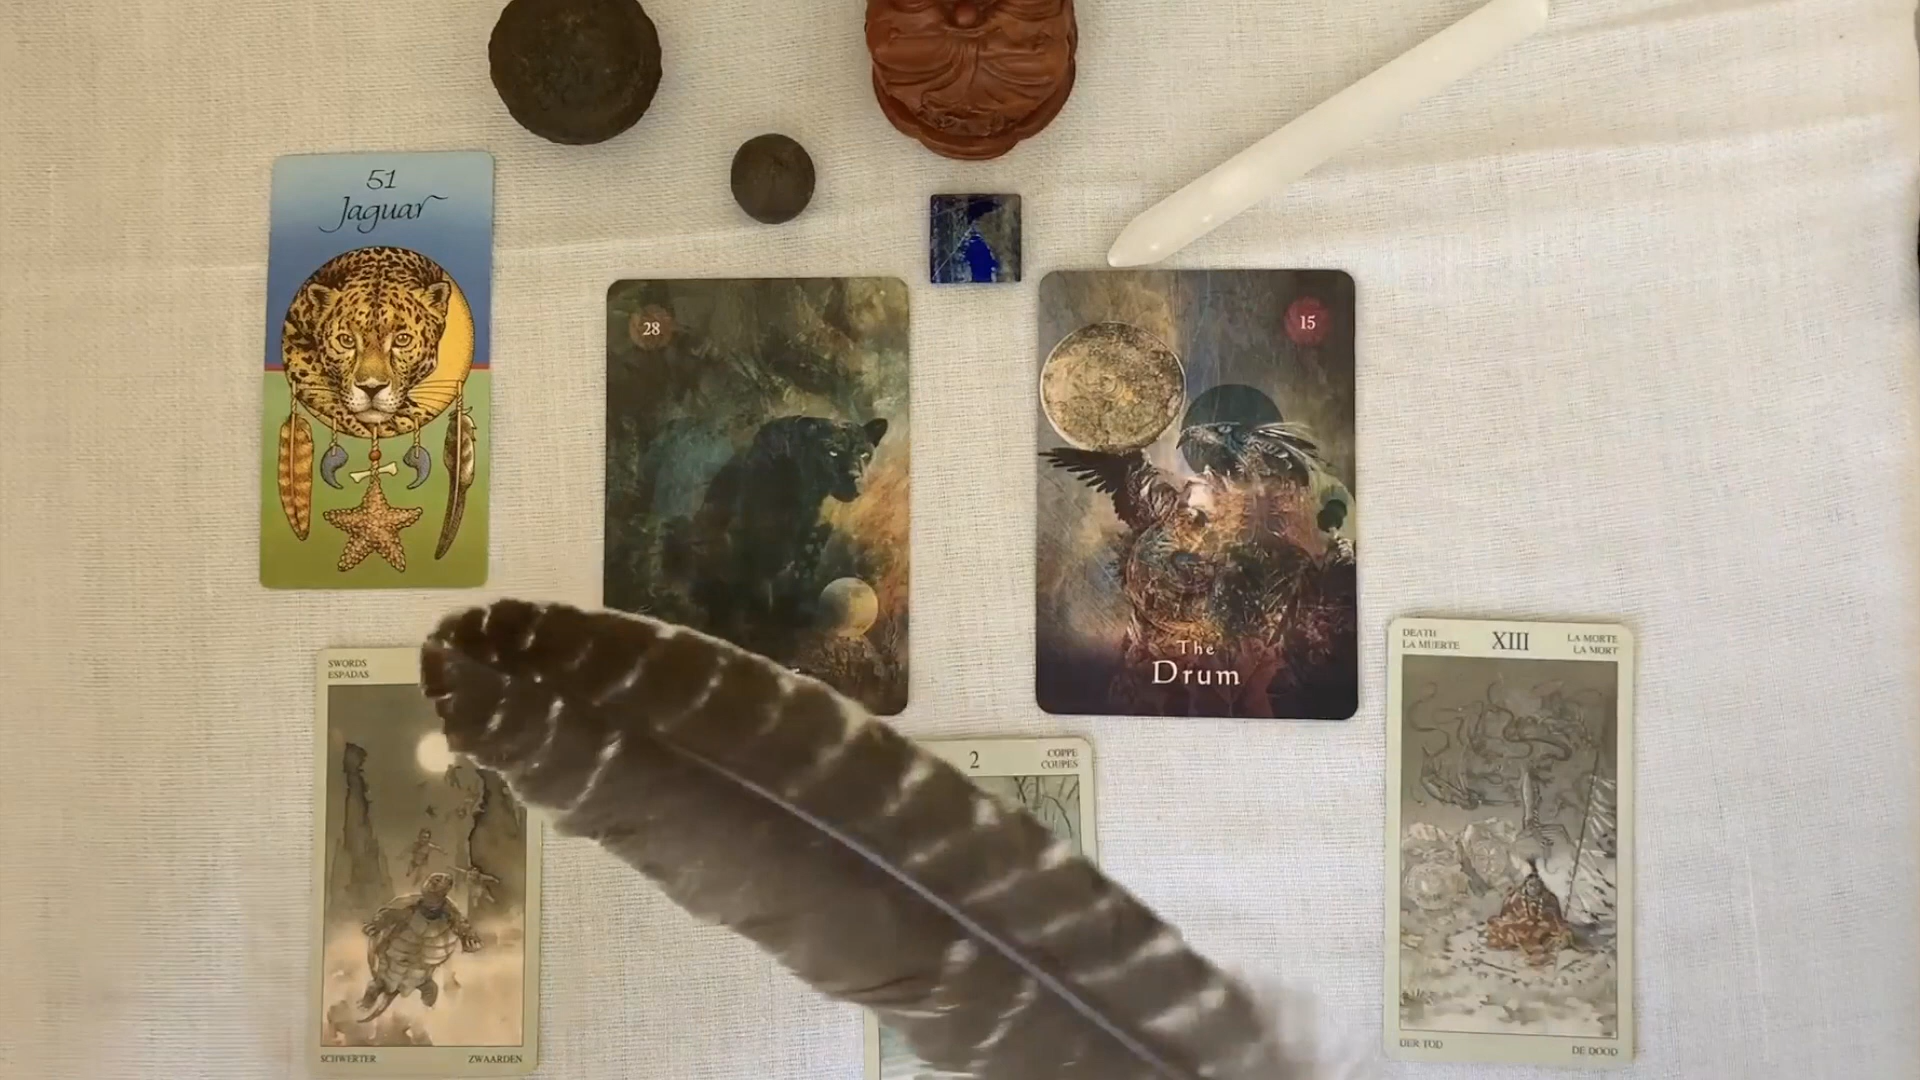 51
Jaguar
28
15
The
Drum
SWORDS
ESPADAS
2
COPPE
COUPES
DEATH
LA MUERTE
XIII
LA MORTE
LA MORT
SCHWERTER
ZWAARDEN
DER TOD
DE DOOD